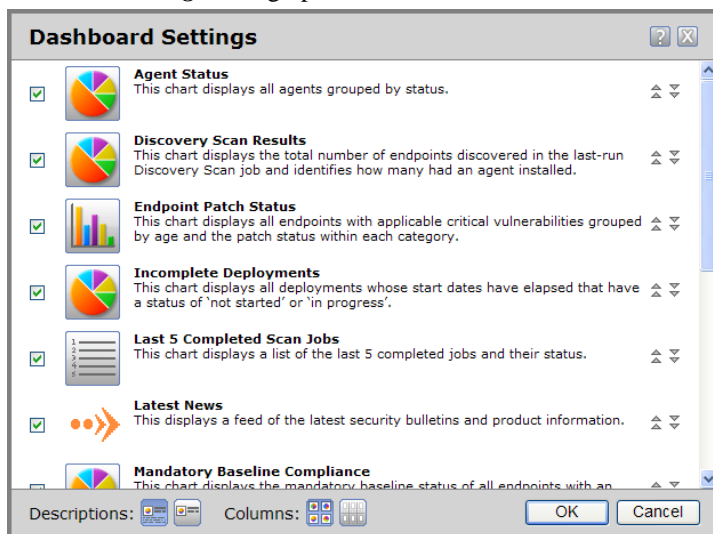 Dashboard Settings
Agent Status
This chart displays all agents grouped by status.
Discovery Scan Results
This chart displays the total number of endpoints discovered in the last-run
Discovery Scan job and identifies how many had an agent installed.
Endpoint Patch Status
This chart displays all endpoints with applicable critical vulnerabilities grouped
by age and the patch status within each category.
Incomplete Deployments
This chart displays all deployments whose start dates have elapsed that have
a status of 'not started' or 'in progress'.
Last 5 Completed Scan Jobs
This chart displays a list of the last 5 completed jobs and their status.
Latest News
This displays a feed of the latest security bulletins and product information.
Mandatory Baseline Compliance
This chart displays the mandatory baseline status of all endpoints with an
Descriptions:
Columns:
OK
Cancel